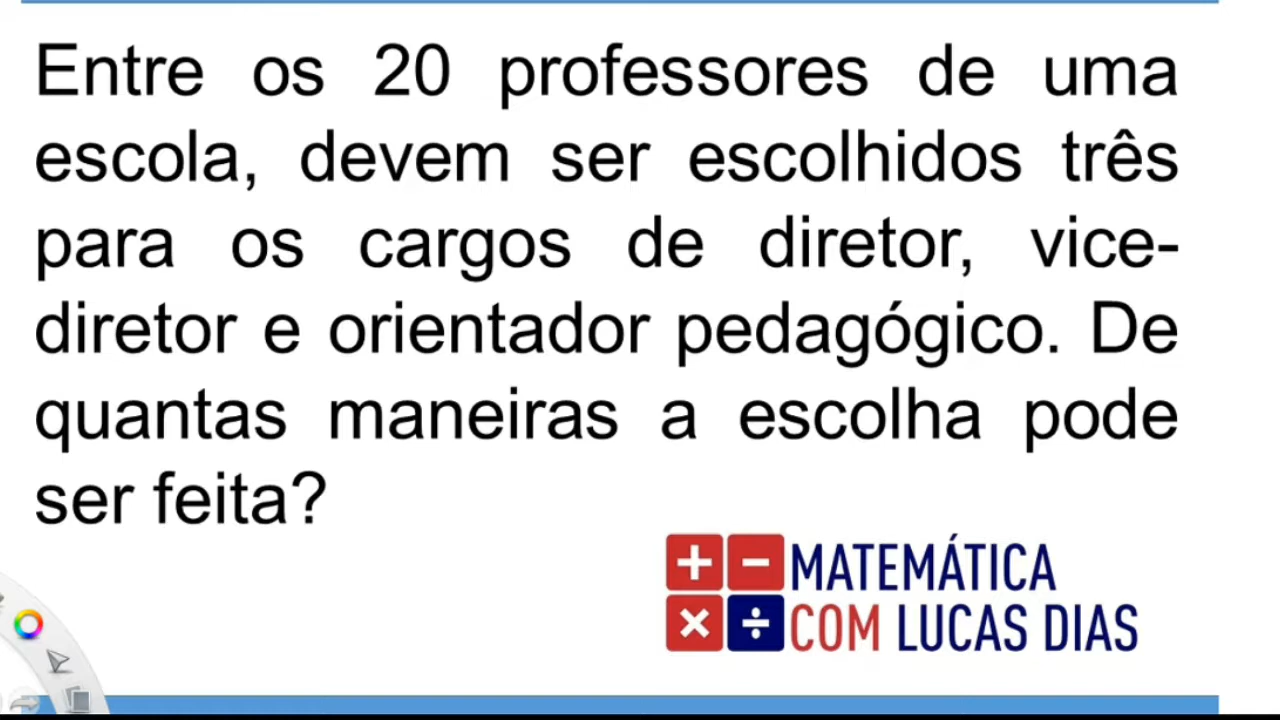 Entre os 20 professores de uma
escola, devem ser escolhidos três
para os cargos de diretor, vice-
diretor e orientador pedagógico. De
quantas maneiras a escolha pode
ser feita?
MATEMÁTICA
COM LUCAS DIAS